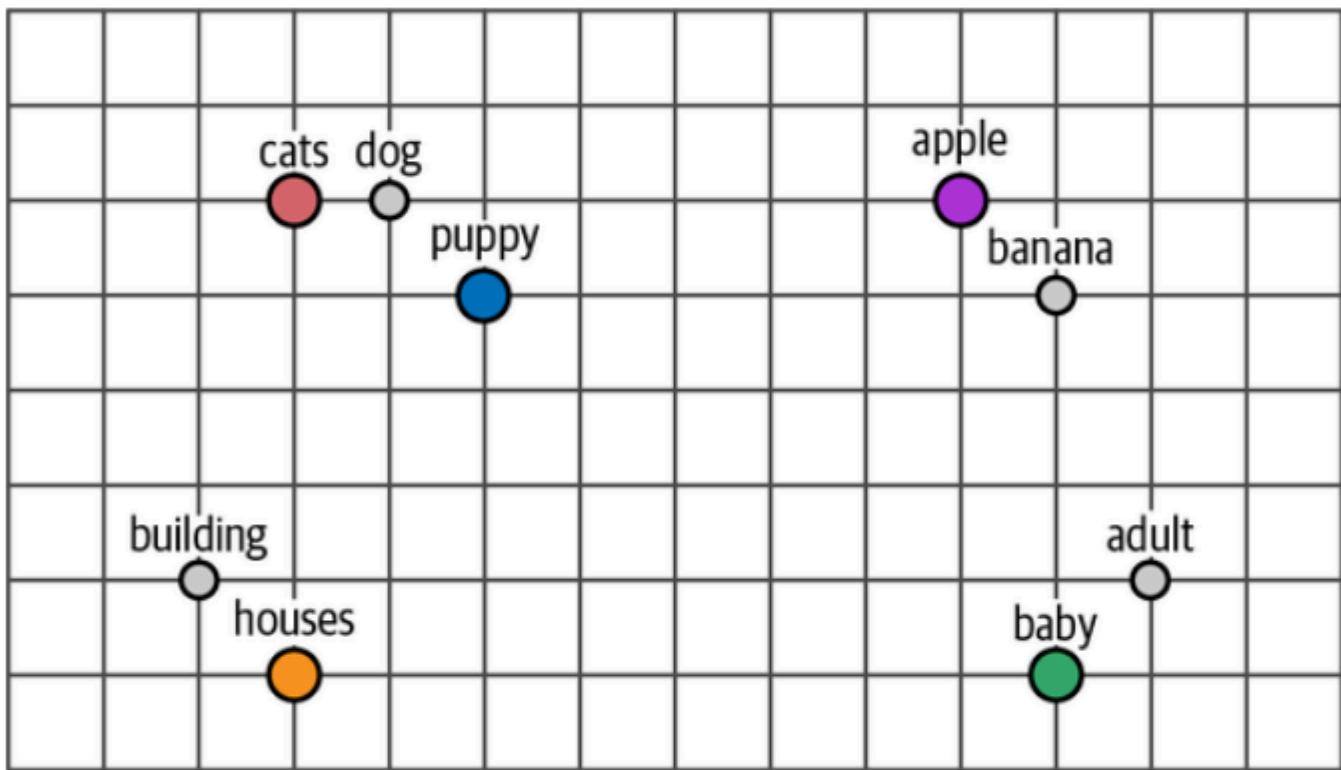 cats dog
apple
puppy
banana
building
adult
houses
baby